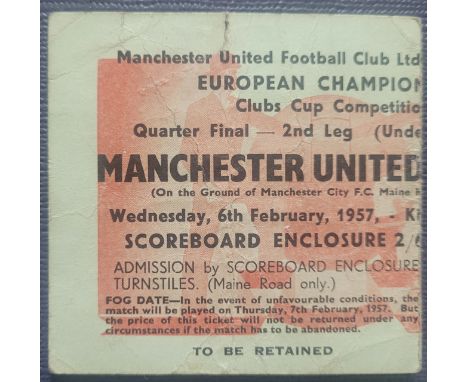 Manchester United Football Club Ltd
EUROPEAN CHAMPION
Clubs Cup Competitio
Quarter Final — 2nd Leg (Unde
MANCHESTER UNITED
(On the Ground of Manchester City F.C. Maine R
Wednesday, 6th February, 1957, - Ki
SCOREBOARD ENCLOSURE 2/6
ADMISSION by SCOREBOARD ENCLOSURE
TURNSTILES. (Maine Road only.)
FOG DATE—In the event of unfavourable conditions, the
match will be played on Thursday, 7th February, 1957. But
the price of this ticket will not be returned under any
circumstances if the match has to be abandoned.
TO BE RETAINED